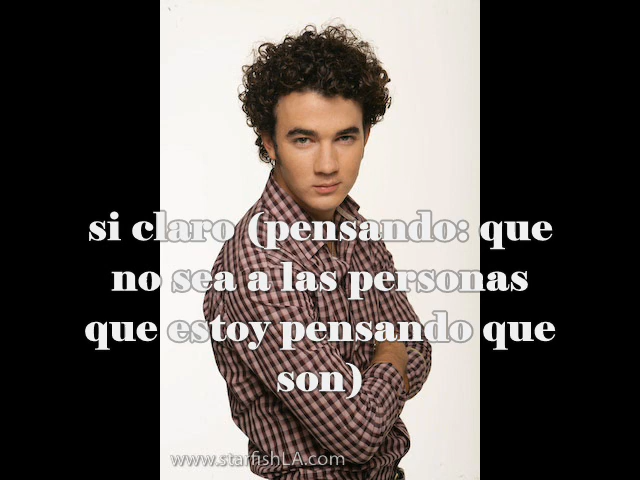 si claro (pensando: que
no sea a las personas
que estoy pensando que
son)
www.starfishLA.com